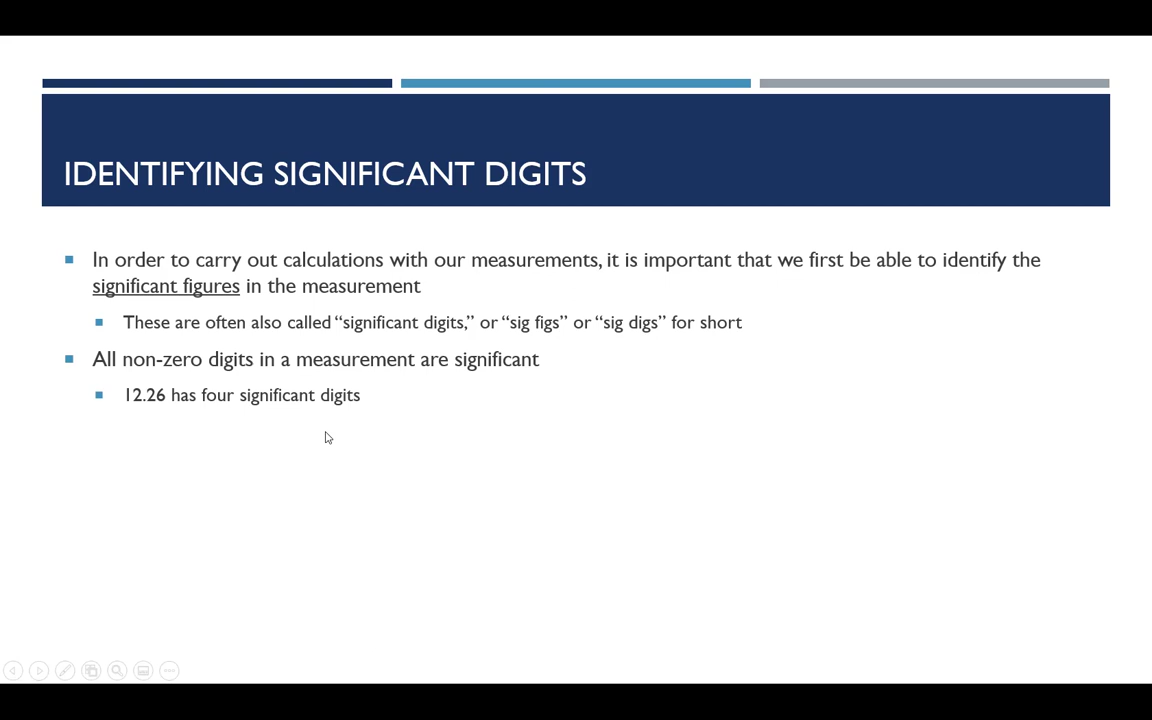 IDENTIFYING SIGNIFICANT DIGITS
In order to carry out calculations with our measurements, it is important that we first be able to identify the
significant figures in the measurement
These are often also called “significant digits,” or “sig figs” or “sig digs” for short
All non-zero digits in a measurement are significant
12.26 has four significant digits